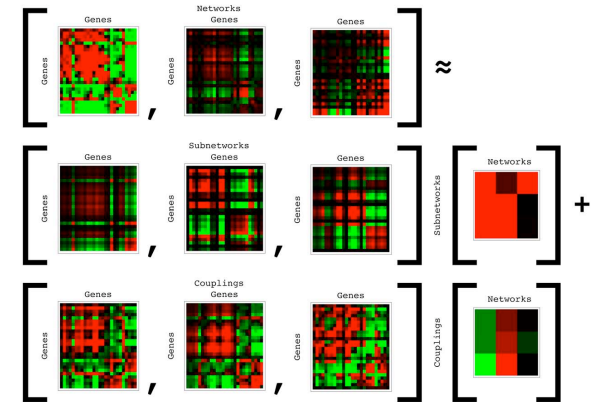 Networks
Genes Genes Genes
Genes Genes Genes
, , ≈
Subnetworks
Genes Genes Genes Networks
Genes Genes Genes Subnetworks
, , +
Couplings
Genes Genes Genes Networks
Genes Genes Genes Couplings
, ,